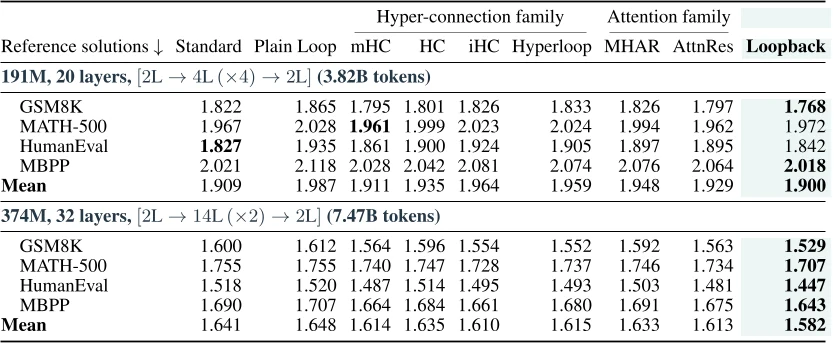 Hyper-connection family Attention family
Reference solutions ↓ Standard Plain Loop mHC HC iHC Hyperloop MHAR AttnRes Loopback
191M, 20 layers, [2L → 4L (×4) → 2L] (3.82B tokens)
GSM8K 1.822 1.865 1.795 1.801 1.826 1.833 1.826 1.797 1.768
MATH-500 1.967 2.028 1.961 1.999 2.023 2.024 1.994 1.962 1.972
HumanEval 1.827 1.935 1.861 1.900 1.924 1.905 1.897 1.895 1.842
MBPP 2.021 2.118 2.028 2.042 2.081 2.074 2.076 2.064 2.018
Mean 1.909 1.987 1.911 1.935 1.964 1.959 1.948 1.929 1.900
374M, 32 layers, [2L → 14L (×2) → 2L] (7.47B tokens)
GSM8K 1.600 1.612 1.564 1.596 1.554 1.552 1.592 1.563 1.529
MATH-500 1.755 1.755 1.740 1.747 1.728 1.737 1.746 1.734 1.707
HumanEval 1.518 1.520 1.487 1.514 1.495 1.493 1.503 1.481 1.447
MBPP 1.690 1.707 1.664 1.684 1.661 1.680 1.691 1.675 1.643
Mean 1.641 1.648 1.614 1.635 1.610 1.615 1.633 1.613 1.582